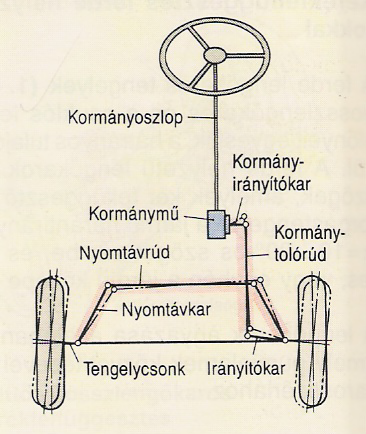 Kormányoszlop
Kormány-
irányítókar
Kormánymű
Kormány-
tolórúd
Nyomtávrúd
Nyomtávkar
Tengelycsonk
Irányítókar